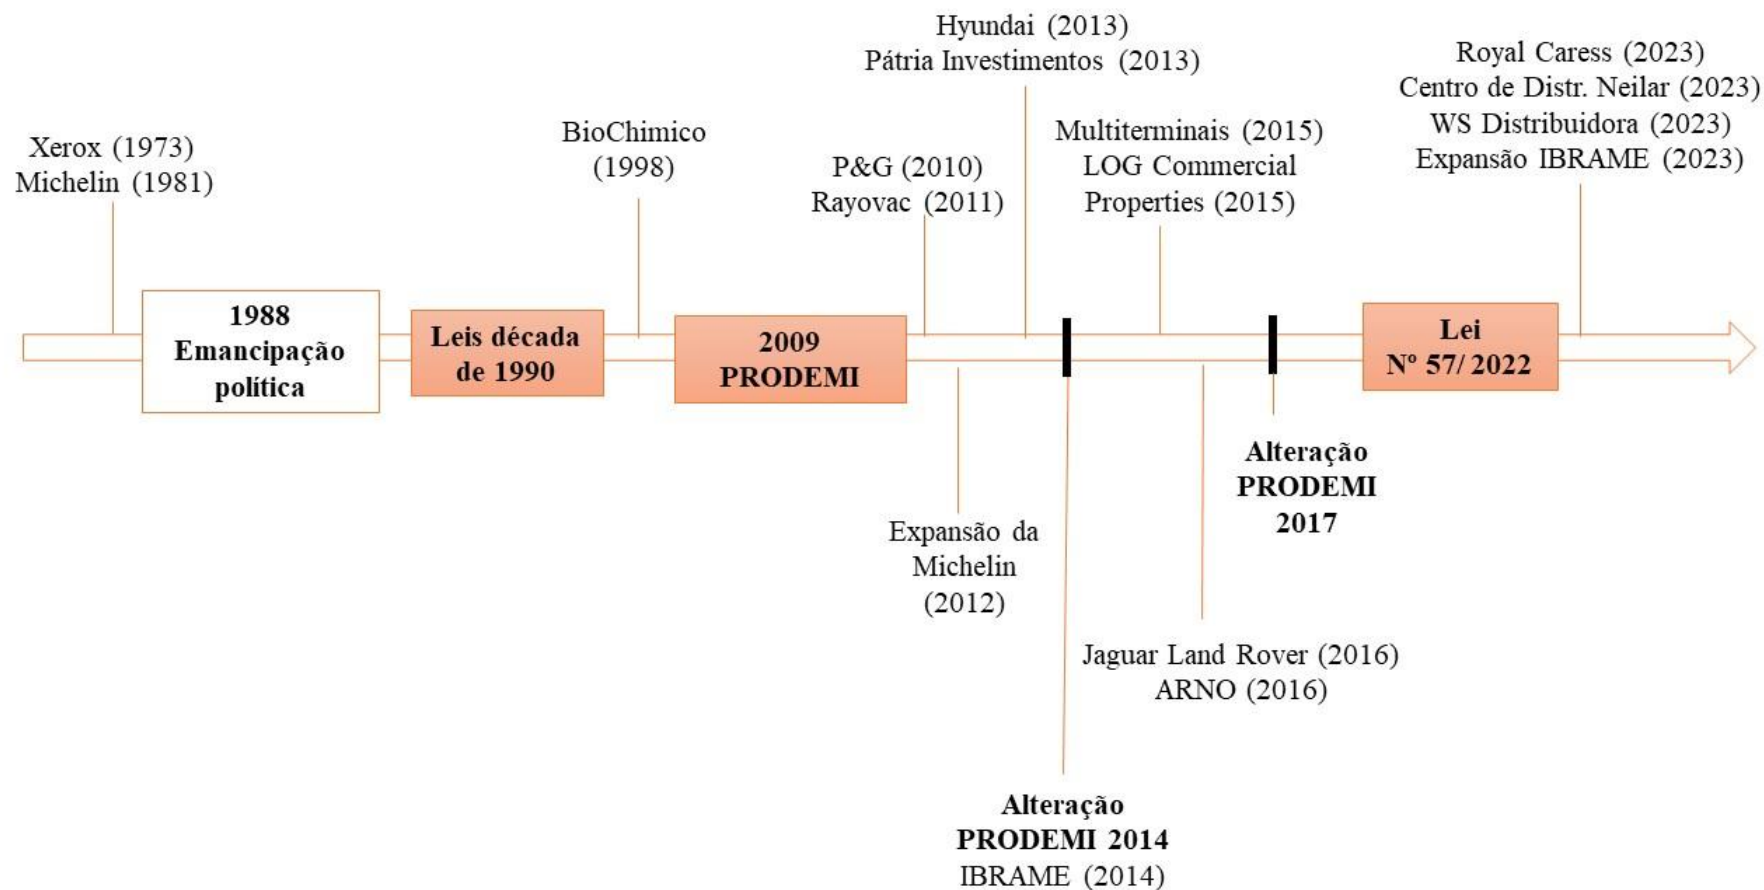 Xerox (1973)
Michelin (1981)
BioChimico
(1998)
P&G (2010)
Rayovac (2011)
Hyundai (2013)
Pátria Investimentos (2013)
Multiterminais (2015)
LOG Commercial
Properties (2015)
Royal Caress (2023)
Centro de Distr. Neilar (2023)
WS Distribuidora (2023)
Expansão IBRAME (2023)
1988
Emancipação
política
Leis década
de 1990
2009
PRODEMI
Lei
Nº 57/ 2022
Expansão da
Michelin
(2012)
Alteração
PRODEMI 2014
IBRAME (2014)
Jaguar Land Rover (2016)
ARNO (2016)
Alteração
PRODEMI
2017